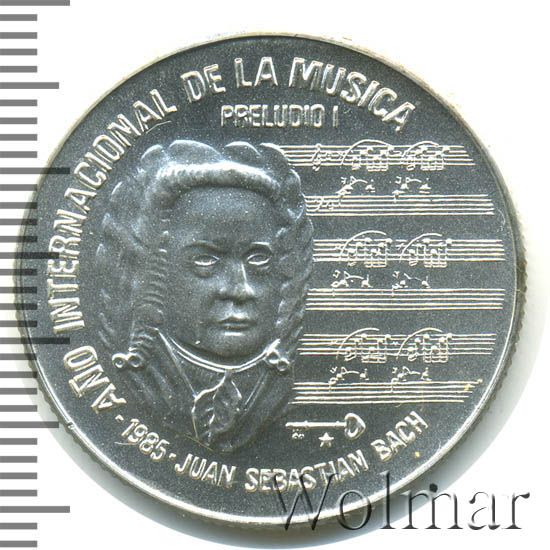 AÑO INTERNACIONAL DE LA MUSICA
PRELUDIO I
- 1985 - JUAN SEBASTIAN BACH
Wolmar